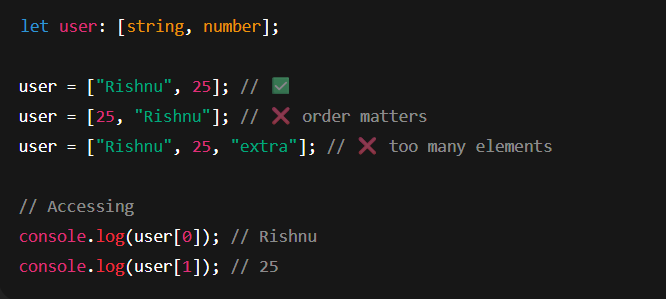 let user: [string, number];
user = ["Rishnu", 25]; // ✅
user = [25, "Rishnu"]; // ❌ order matters
user = ["Rishnu", 25, "extra"]; // ❌ too many elements
// Accessing
console.log(user[0]); // Rishnu
console.log(user[1]); // 25